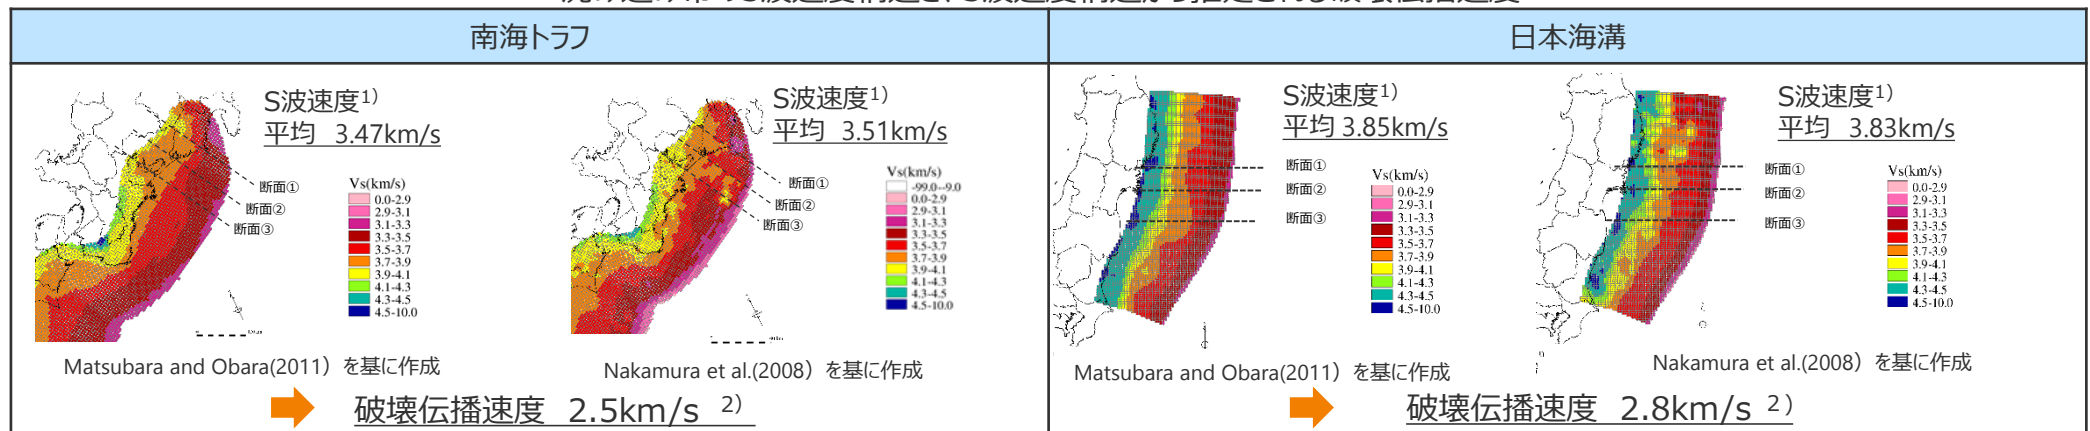 南海トラフ
日本海溝
S波速度1)
平均 3.47km/s
断面①
断面②
断面③
Vs(km/s)
0.0-2.9
2.9-3.1
3.1-3.3
3.3-3.5
3.5-3.7
3.7-3.9
3.9-4.1
4.1-4.3
4.3-4.5
4.5-10.0
Matsubara and Obara(2011）を基に作成
S波速度1)
平均 3.51km/s
断面①
断面②
断面③
Vs(km/s)
-99.0--9.0
0.0-2.9
2.9-3.1
3.1-3.3
3.3-3.5
3.5-3.7
3.7-3.9
3.9-4.1
4.1-4.3
4.3-4.5
4.5-10.0
Nakamura et al.(2008）を基に作成
破壊伝播速度 2.5km/s 2)
S波速度1)
平均 3.85km/s
断面①
断面②
断面③
Vs(km/s)
0.0-2.9
2.9-3.1
3.1-3.3
3.3-3.5
3.5-3.7
3.7-3.9
3.9-4.1
4.1-4.3
4.3-4.5
4.5-10.0
Matsubara and Obara(2011）を基に作成
S波速度1)
平均 3.83km/s
断面①
断面②
断面③
Vs(km/s)
0.0-2.9
2.9-3.1
3.1-3.3
3.3-3.5
3.5-3.7
3.7-3.9
3.9-4.1
4.1-4.3
4.3-4.5
4.5-10.0
Nakamura et al.(2008）を基に作成
破壊伝播速度 2.8km/s 2)